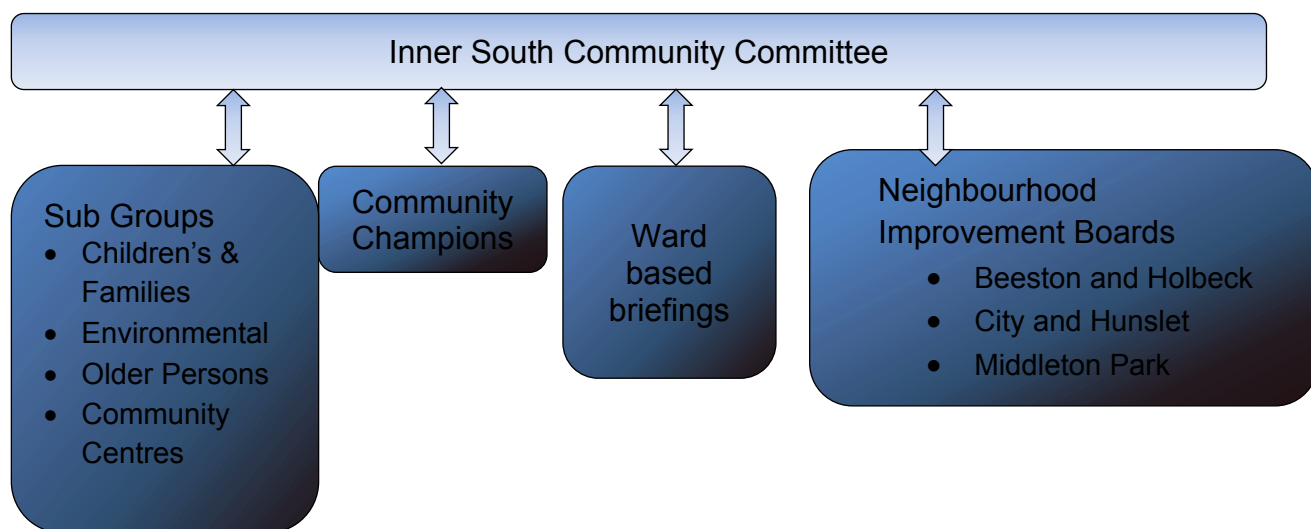 Inner South Community Committee
Sub Groups
• Children's &
Families
• Environmental
• Older Persons
• Community
Centres
Community
Champions
Ward
based
briefings
Neighbourhood
Improvement Boards
• Beeston and Holbeck
• City and Hunslet
• Middleton Park